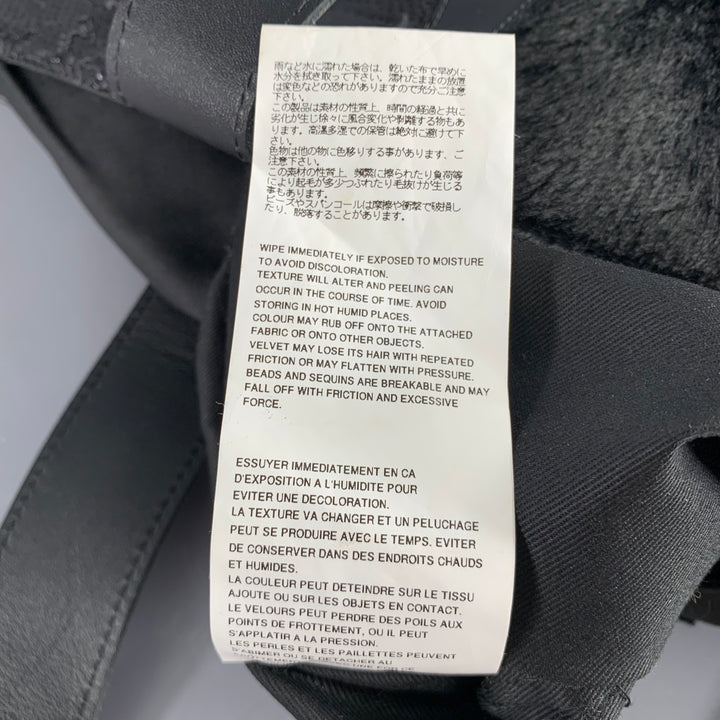 雨など水に濡れた場合は、乾いた布で早めに
水分を拭き取って下さい。濡れたままの放置
は変色などの恐れがありますので充分ご注意
下さい。
この製品は素材の性質上、時間の経過と共に
劣化が生じ徐々に風合変化や剥離する物もあ
ります。高温多湿での保管は絶対に避けて下
さい。
色物は他の物に色移りする事があります、ご
注意下さい。
この素材の性質上、頻繁に擦られたり負荷等
により起毛が多少つぶれたり毛抜けが生じる
事もあります。
ビーズやスパンコールは摩擦や衝撃で破損し
たり、脱落することがあります。
WIPE IMMEDIATELY IF EXPOSED TO MOISTURE
TO AVOID DISCOLORATION.
TEXTURE WILL ALTER AND PEELING CAN
OCCUR IN THE COURSE OF TIME. AVOID
STORING IN HOT HUMID PLACES.
COLOUR MAY RUB OFF ONTO THE ATTACHED
FABRIC OR ONTO OTHER OBJECTS.
VELVET MAY LOSE ITS HAIR WITH REPEATED
FRICTION OR MAY FLATTEN WITH PRESSURE.
BEADS AND SEQUINS ARE BREAKABLE AND MAY
FALL OFF WITH FRICTION AND EXCESSIVE
FORCE.
ESSUYER IMMEDIATEMENT EN CA
D'EXPOSITION A L'HUMIDITE POUR
EVITER UNE DECOLORATION.
LA TEXTURE VA CHANGER ET UN PELUCHAGE
PEUT SE PRODUIRE AVEC LE TEMPS. EVITER
DE CONSERVER DANS DES ENDROITS CHAUDS
ET HUMIDES.
LA COULEUR PEUT DETEINDRE SUR LE TISSU
AJOUTE OU SUR LES OBJETS EN CONTACT.
LE VELOURS PEUT PERDRE DES POILS AUX
POINTS DE FROTTEMENT, OU IL PEUT
S'APPLATIR A LA PRESSION.
LES PERLES ET LES PAILLETTES PEUVENT
S'ABIMER OU SE DETACHER AU